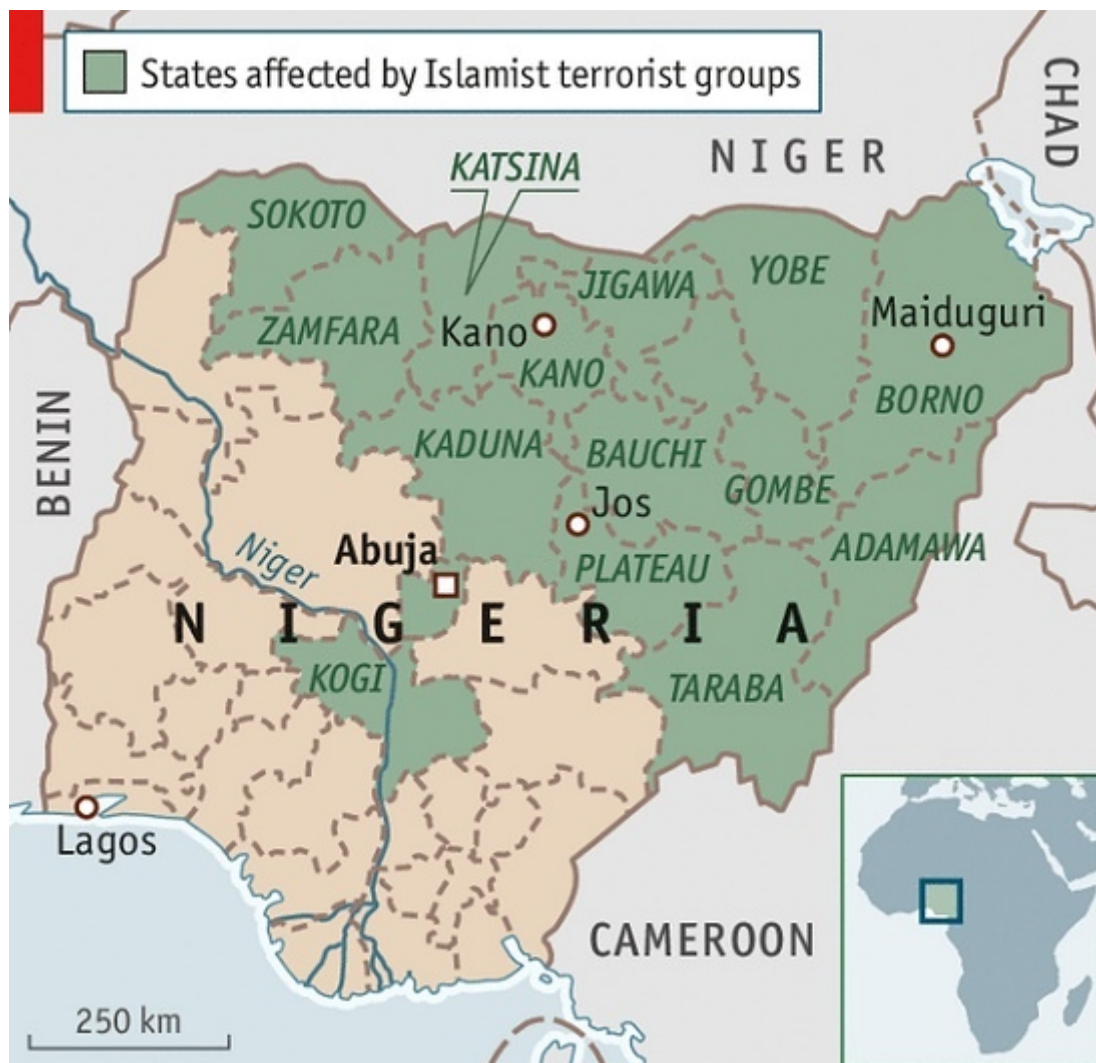 States affected by Islamist terrorist groups
CHAD
NIGER
KATSINA
SOKOTO
YOBE
JIGAWA
Maiduguri
ZAMFARA
Kano
KANO
BORNO
BENIN
KADUNA
BAUCHI
GOMBE
Jos
Abuja
ADAMAWA
Niger
PLATEAU
NIGERIA
KOGI
TARABA
Lagos
CAMEROON
250 km